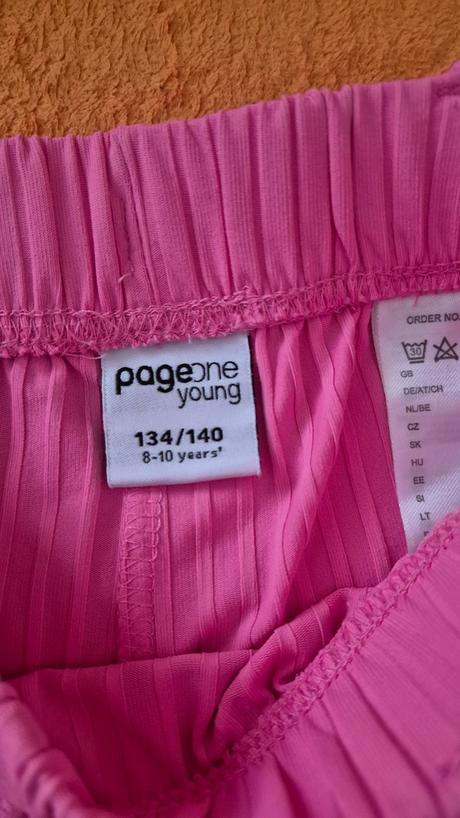 pageone
young
134/140
8-10 years+
ORDER NO
30
GB
DE/AT/CH
NL/BE
CZ
SK
HU
EE
SI
LT